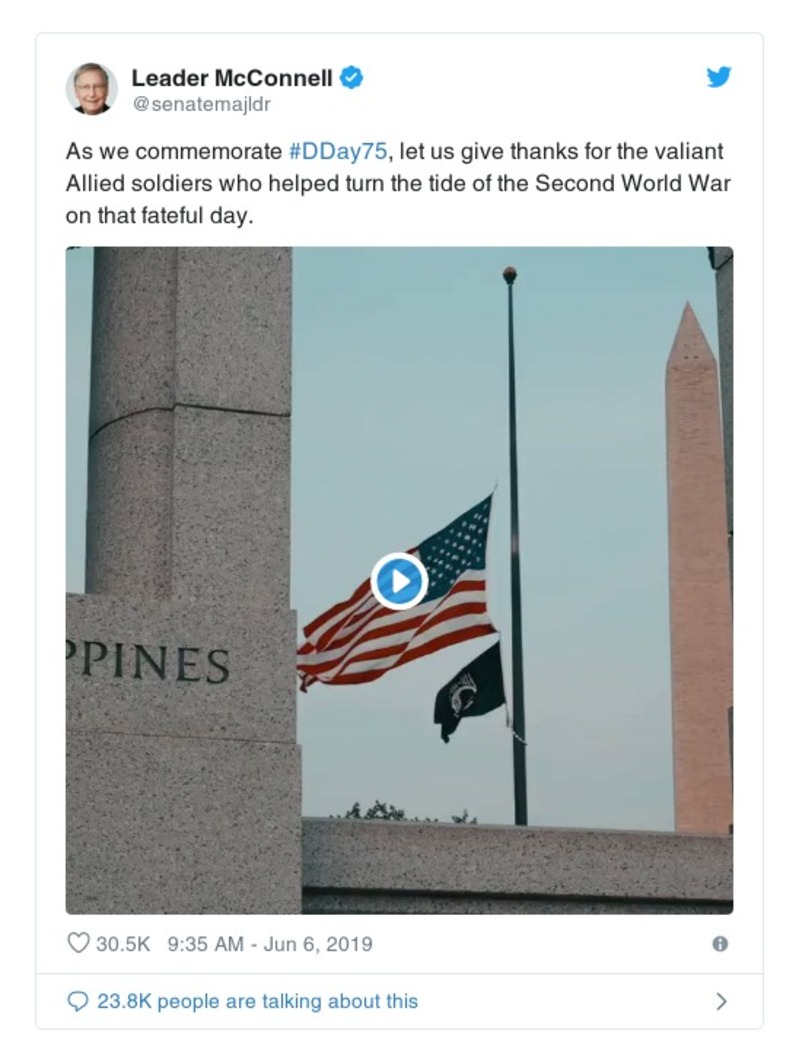 Leader McConnell
@senatemajldr
As we commemorate #DDay75, let us give thanks for the valiant
Allied soldiers who helped turn the tide of the Second World War
on that fateful day.
PPINES
30.5K 9:35 AM - Jun 6, 2019
23.8K people are talking about this